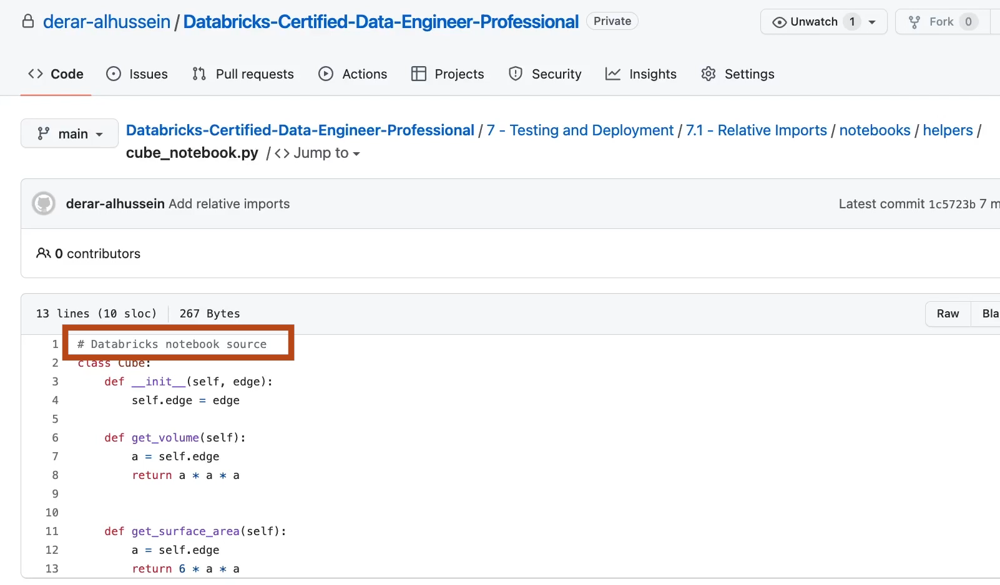 derar-alhussein / Databricks-Certified-Data-Engineer-Professional Private Unwatch 1 Fork 0
Code Issues Pull requests Actions Projects Security Insights Settings
main Databricks-Certified-Data-Engineer-Professional / 7 - Testing and Deployment / 7.1 - Relative Imports / notebooks / helpers /
cube_notebook.py / <> Jump to
derar-alhussein Add relative imports Latest commit 1c5723b 7 m
0 contributors
13 lines (10 sloc) 267 Bytes Raw Bla
1 # Databricks notebook source
2 class Cube:
3     def __init__(self, edge):
4         self.edge = edge
5
6     def get_volume(self):
7         a = self.edge
8         return a * a * a
9
10
11     def get_surface_area(self):
12         a = self.edge
13         return 6 * a * a